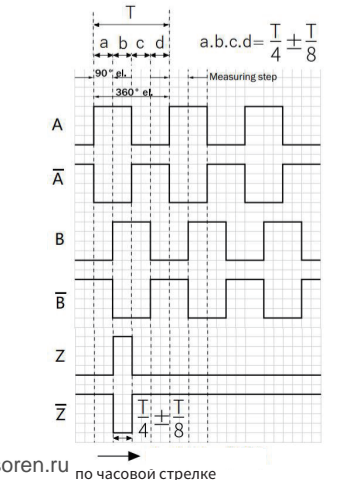 T
a b c d
a.b.c.d= T/4 ± T/8
90° el.
Measuring step
360° el.
A
A̅
B
B̅
Z
Z̅
T/4 ± T/8
oren.ru
по часовой стрелке